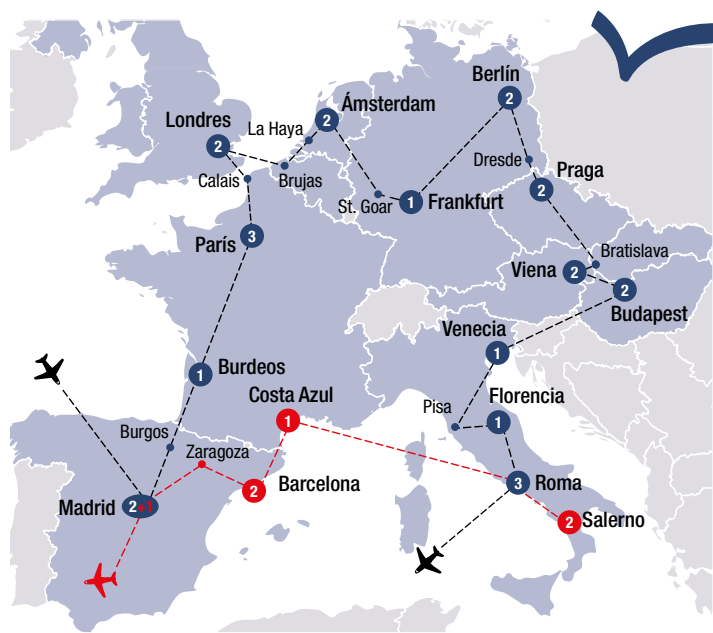 Berlín
2
Ámsterdam
2
Londres
2
La Haya
Dresde
Praga
2
Calais
Brujas
St. Goar
1
Frankfurt
París
3
Bratislava
Viena
2
2
Budapest
Venecia
1
Burdeos
1
Costa Azul
1
Florencia
1
Pisa
Burgos
Zaragoza
Barcelona
2
Roma
3
Madrid
2+1
Salerno
2